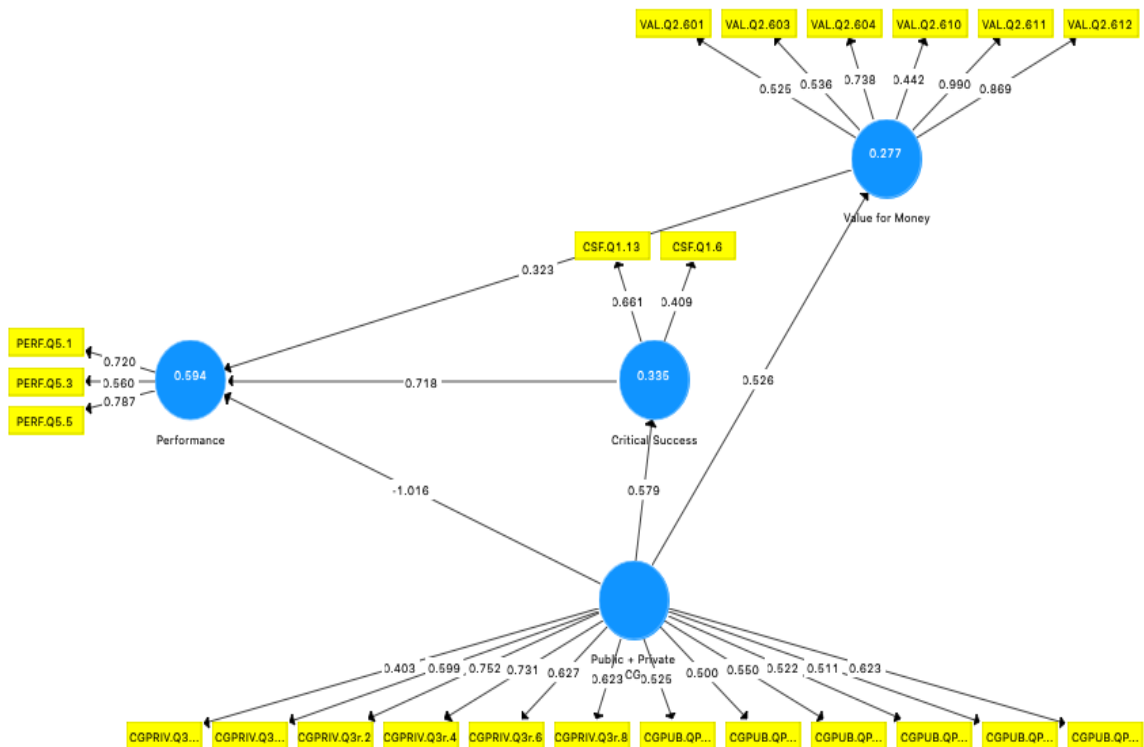 VAL.Q2.601 VAL.Q2.603 VAL.Q2.604 VAL.Q2.610 VAL.Q2.611 VAL.Q2.612
0.525 0.536 0.738 0.442 0.990 0.869
0.277
Value for Money
CSF.Q1.13 CSF.Q1.6
0.323
0.661 0.409
PERF.Q5.1
0.720
PERF.Q5.3
0.560
0.787
PERF.Q5.5
0.594
0.718
0.335
0.526
Performance
Critical Success
-1.016
0.579
Public + Private
CG
0.403 0.599 0.752 0.731 0.627 0.623 0.525 0.500 0.550 0.522 0.511 0.623
CGPRIV.Q3... CGPRIV.Q3... CGPRIV.Q3r.2 CGPRIV.Q3r.4 CGPRIV.Q3r.6 CGPRIV.Q3r.8 CGPUB.QP... CGPUB.QP... CGPUB.QP... CGPUB.QP... CGPUB.QP... CGPUB.QP...